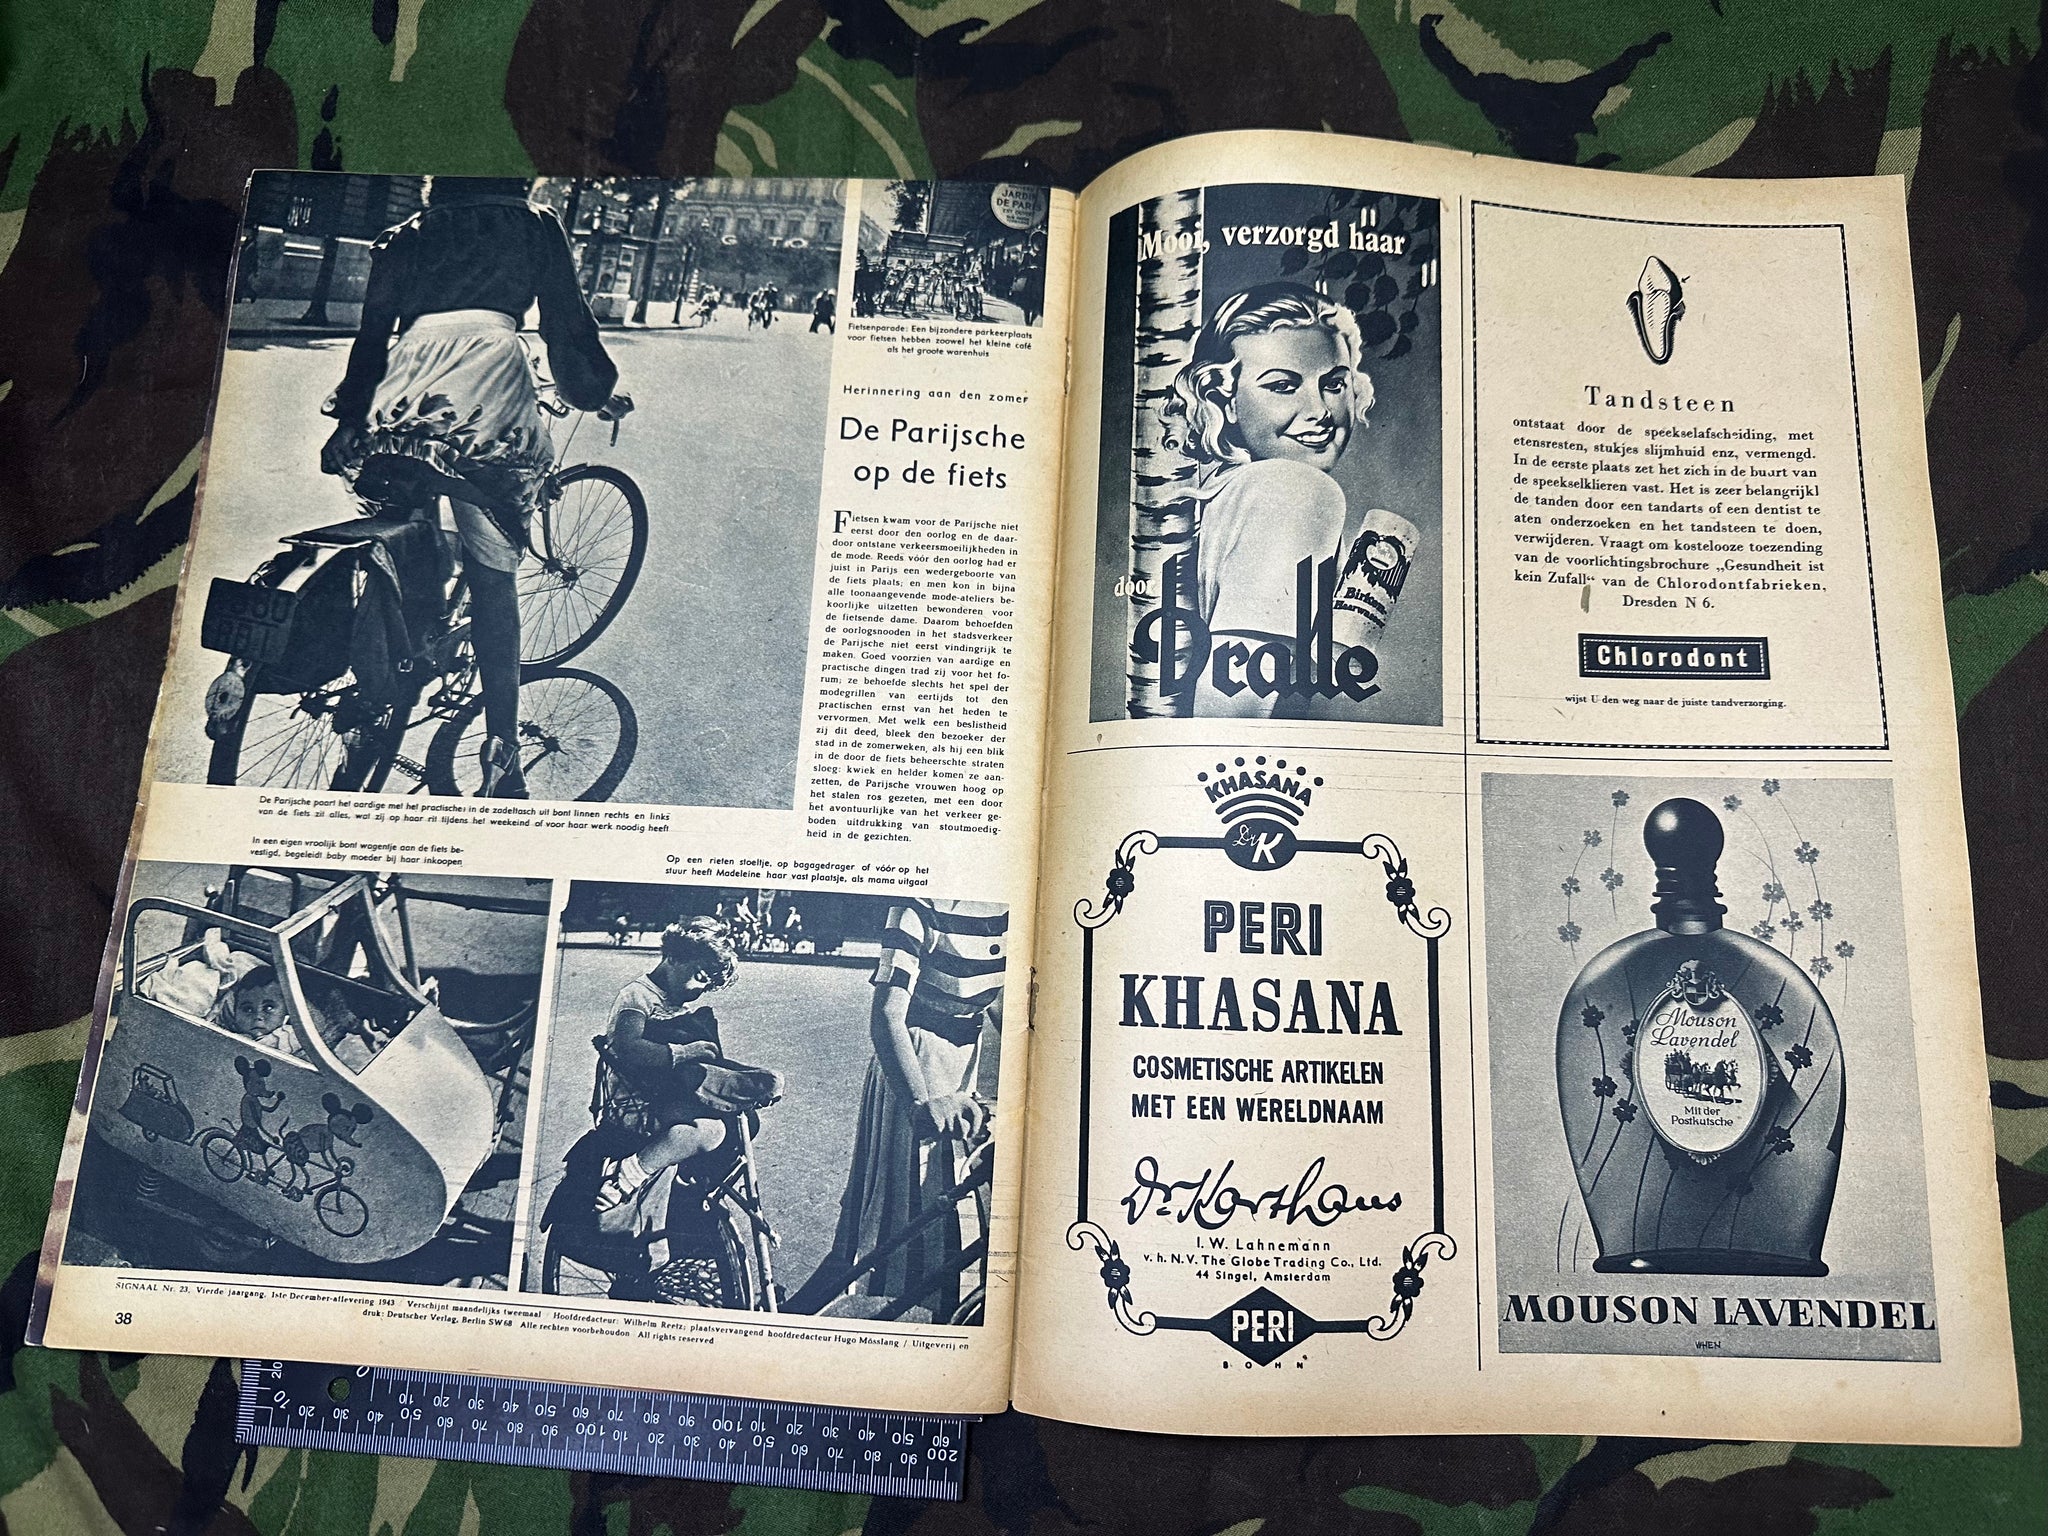 JARDIN
DE PARIS
Fietsenparade: Een bijzondere parkeerplaats
voor fietsen hebben zoowel het kleine café
als het groote warenhuis
Herinnering aan den zomer
De Parijsche
op de fiets
Fietsen kwam voor de Parijsche niet
eerst door den oorlog en de daar-
door ontstane verkeersmoeilijkheden in
de mode. Reeds vóór den oorlog had er
juist in Parijs een wedergeboorte van
de fiets plaats; en men kon in bijna
alle toonaangevende mode-ateliers be-
koorlijke uitzetten bewonderen voor
de fietsende dame. Daarom behoefden
de oorlogsnooden in het stadsverkeer
de Parijsche niet eerst vindingrijk te
maken. Goed voorzien van aardige en
practische dingen trad zij voor het fo-
rum; ze behoefde slechts het spel der
modegrillen van eertijds tot den
practischen ernst van het heden te
vervormen. Met welk een beslistheid
zij dit deed, bleek den bezoeker der
stad in de zomerweken, als hij een blik
in de door de fiets beheerschte straten
sloeg: kwiek en helder komen ze aan-
zetten, de Parijsche vrouwen hoog op
het stalen ros gezeten, met een door
het avontuurlijke van het verkeer ge-
boden uitdrukking van stoutmoedig-
heid in de gezichten.
De Parijsche paart het aardige met het practische: in de zadeltasch uit bont linnen rechts en links
van de fiets zit alles, wat zij op haar rit tijdens het weekeind of voor haar werk noodig heeft
In een eigen vroolijk bont wagentje aan de fiets be-
vestigd, begeleidt baby moeder bij haar inkoopen
Op een rieten stoeltje, op bagagedrager of vóór op het
stuur heeft Madeleine haar vast plaatsje, als mama uitgaat
SIGNAAL Nr. 23, Vierde jaargang, 1ste December-aflevering 1943 / Verschijnt maandelijks tweemaal / Hoofdredacteur: Wilhelm Reetz; plaatsvervangend hoofdredacteur Hugo Mösslang / Uitgeverij en
druk: Deutscher Verlag, Berlin SW 68 Alle rechten voorbehoudon All rights reserved
38
Mooi, verzorgd haar
door
Dralle
Birken-
Haarwasser
Tandsteen
ontstaat door de speekselafscheiding, met
etensresten, stukjes slijmhuid enz, vermengd.
In de eerste plaats zet het zich in de buurt van
de speekselklieren vast. Het is zeer belangrijkl
de tanden door een tandarts of een dentist te
aten onderzoeken en het tandsteen te doen,
verwijderen. Vraagt om kostelooze toezending
van de voorlichtingsbrochure „Gesundheit ist
kein Zufall“ van de Chlorodontfabrieken,
Dresden N 6.
Chlorodont
wijst U den weg naar de juiste tandverzorging.
KHASANA
Dr K
PERI
KHASANA
COSMETISCHE ARTIKELEN
MET EEN WERELDNAAM
Dr. Korthaus
I. W. Lahnemann
v. h. N. V. The Globe Trading Co., Ltd.
44 Singel, Amsterdam
PERI
BOHN
Mouson
Lavendel
Mit der
Postkutsche
MOUSON LAVENDEL
WHEN